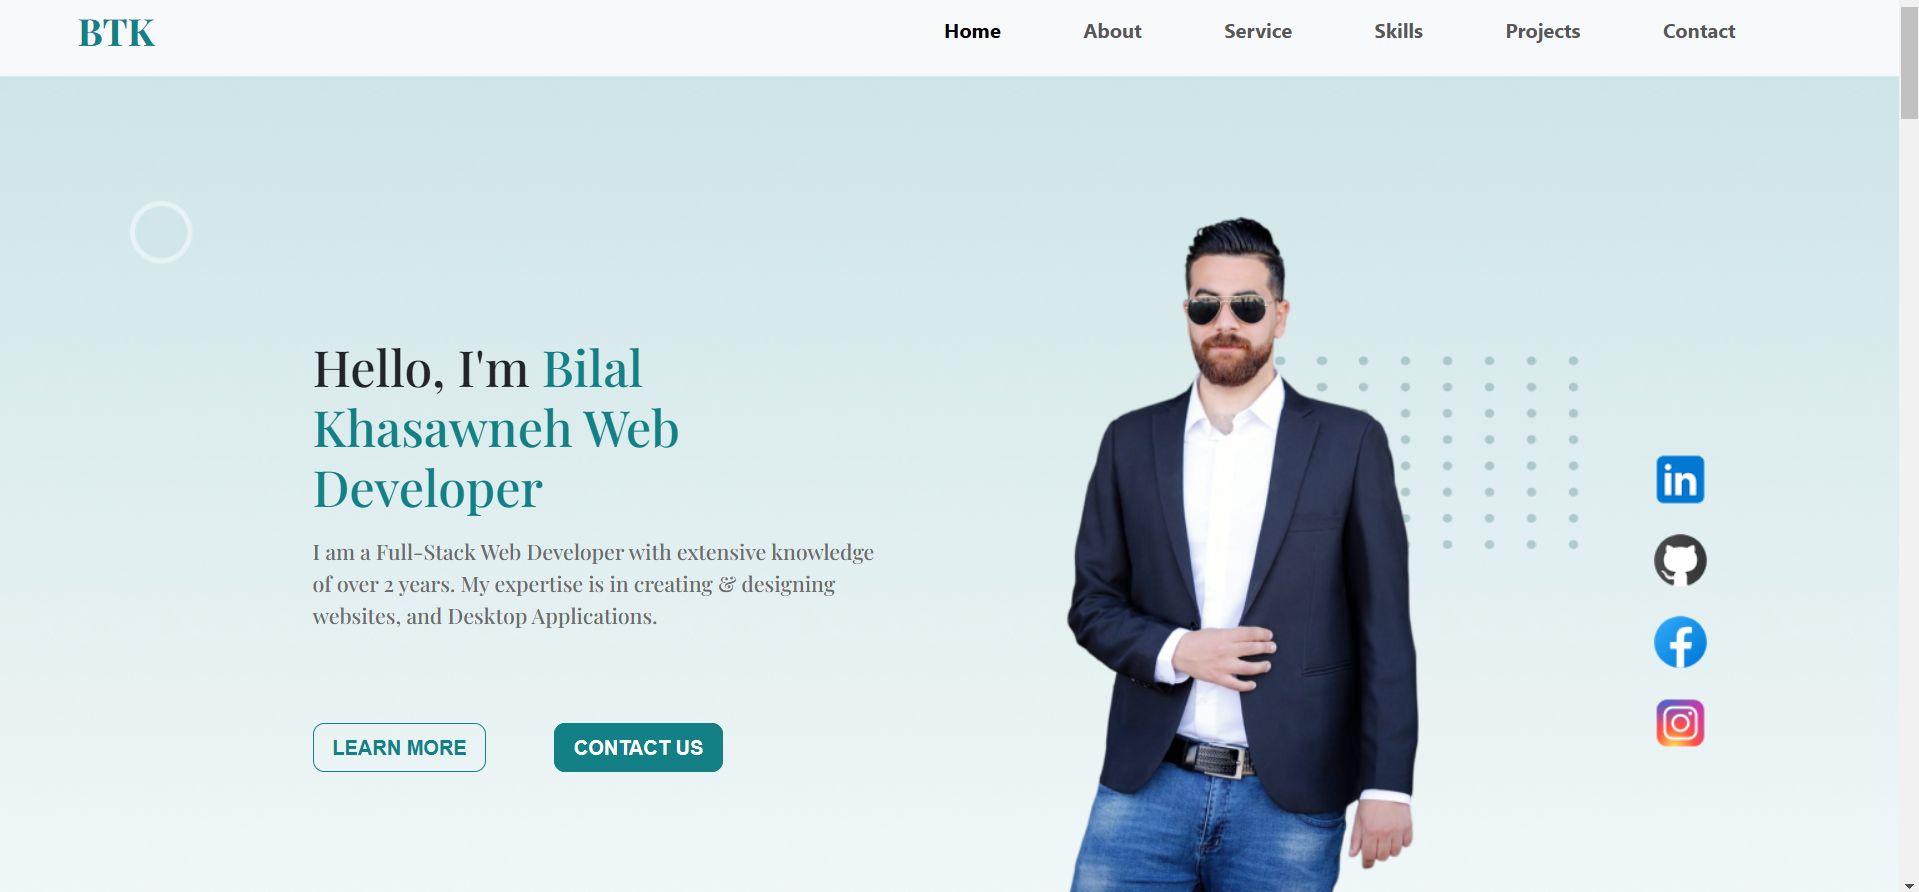 BTK
Home About Service Skills Projects Contact
Hello, I'm Bilal
Khasawneh Web
Developer
I am a Full-Stack Web Developer with extensive knowledge
of over 2 years. My expertise is in creating & designing
websites, and Desktop Applications.
LEARN MORE CONTACT US
in